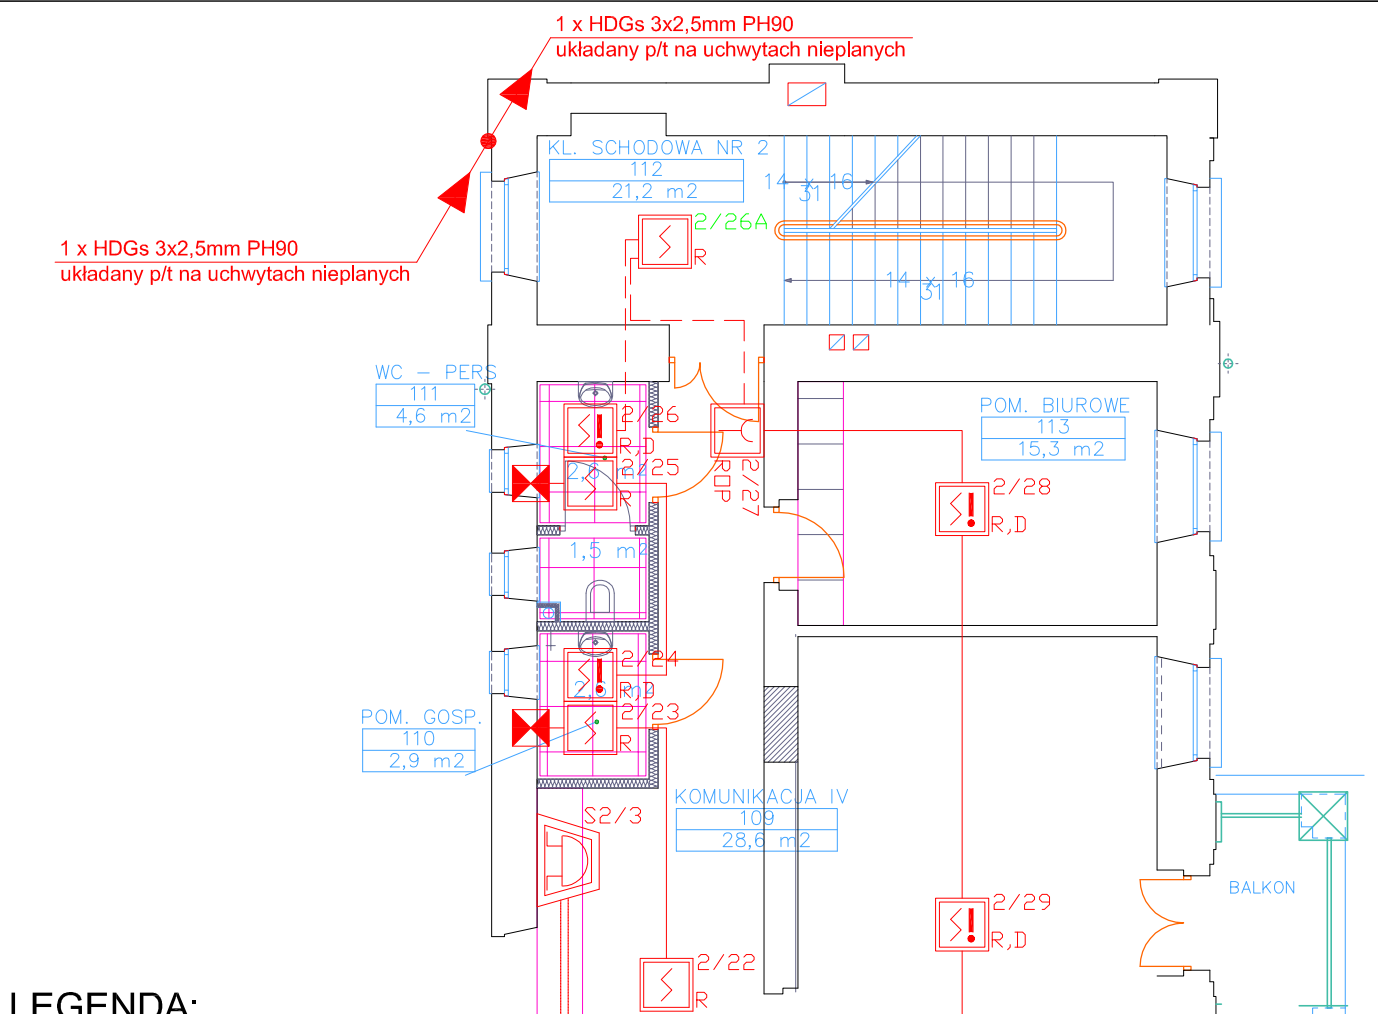 1 x HDGs 3x2,5mm PH90
układany p/t na uchwytach nieplanych
KL. SCHODOWA NR 2
112
21,2 m2
14 x 16
31
2/26A
R
1 x HDGs 3x2,5mm PH90
układany p/t na uchwytach nieplanych
14 x 16
31
WC – PERS
111
4,6 m2
2/26
R,D
2/25
R
ROP
2/27
POM. BIUROWE
113
15,3 m2
2/28
R,D
1,5 m²
2/24
R,D
2/23
R
POM. GOSP.
110
2,9 m2
S2/3
KOMUNIKACJA IV
109
28,6 m2
BALKON
2/29
R,D
2/22
R
LEGENDA: